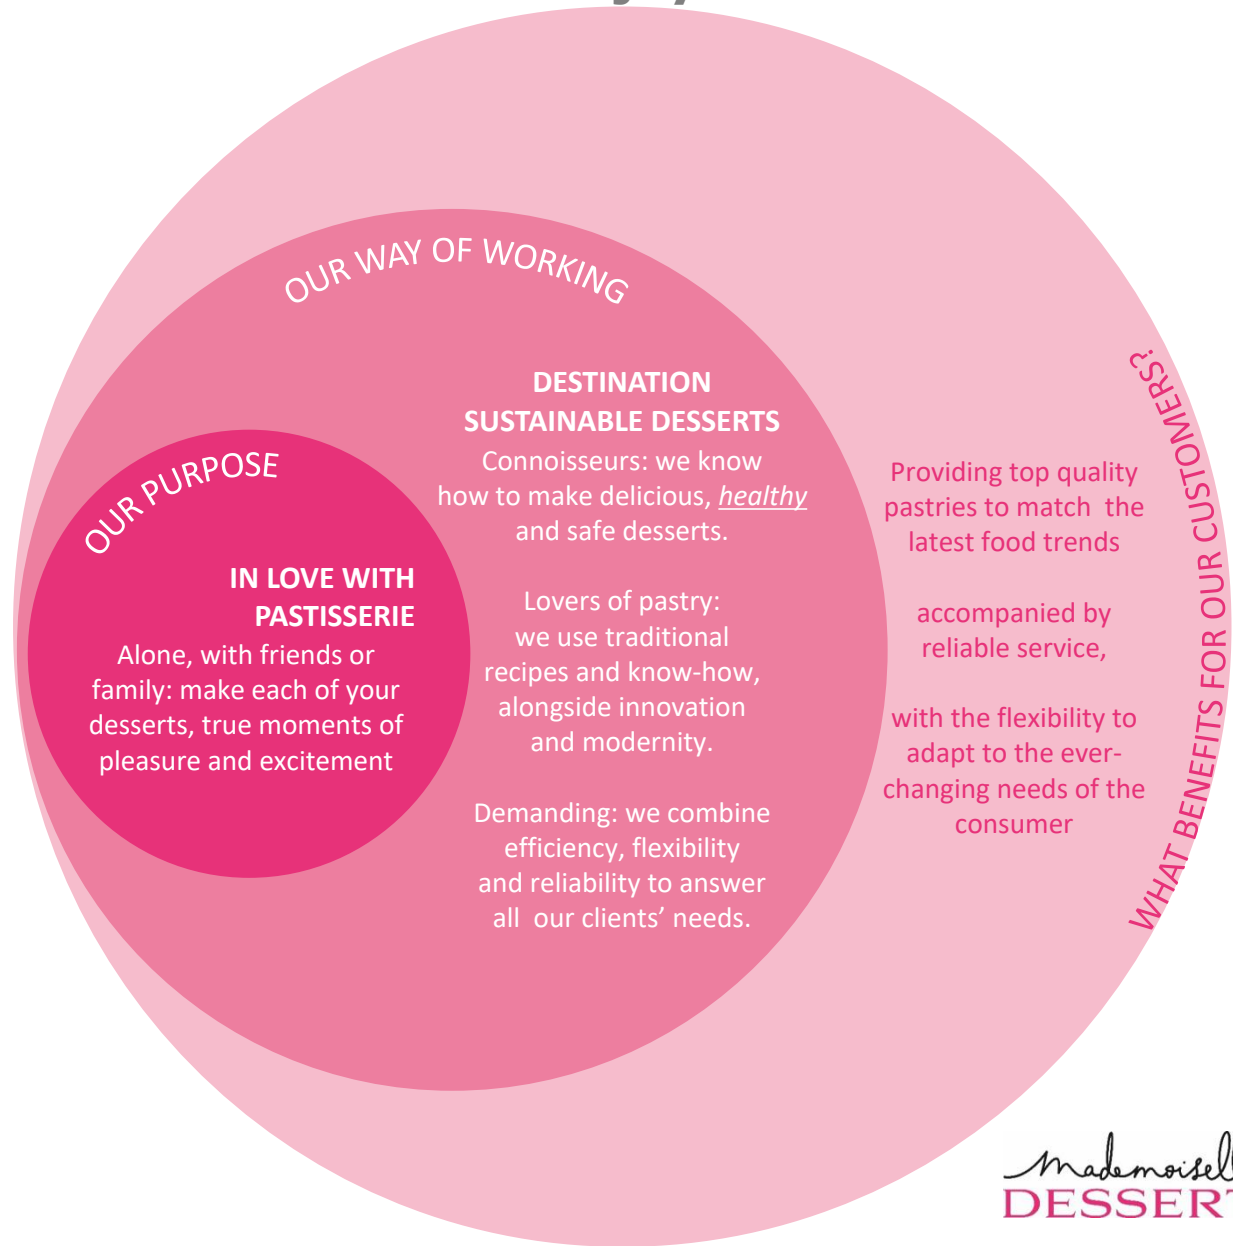 OUR PURPOSE
IN LOVE WITH
PASTISSERIE
Alone, with friends or
family: make each of your
desserts, true moments of
pleasure and excitement
OUR WAY OF WORKING
DESTINATION
SUSTAINABLE DESSERTS
Connoisseurs: we know
how to make delicious, healthy
and safe desserts.
Lovers of pastry:
we use traditional
recipes and know-how,
alongside innovation
and modernity.
Demanding: we combine
efficiency, flexibility
and reliability to answer
all our clients’ needs.
WHAT BENEFITS FOR OUR CUSTOMERS?
Providing top quality
pastries to match the
latest food trends
accompanied by
reliable service,
with the flexibility to
adapt to the ever-
changing needs of the
consumer
Mademoisell
DESSERT